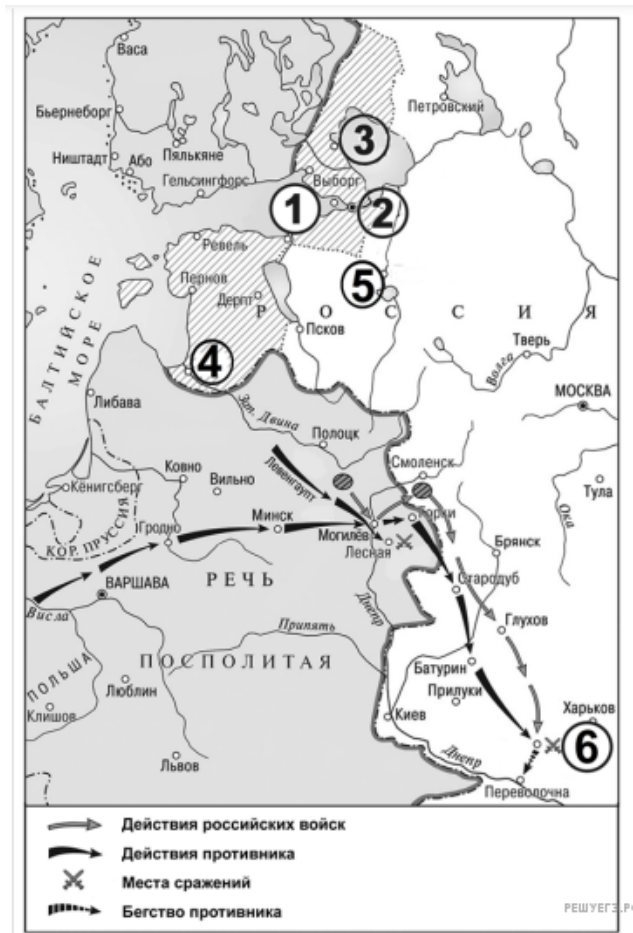 Васа
Петровский
Бьернеборг
3
Пялькяне
Ништадт
Або
Гельсингфорс
Выборг
1
2
Ревель
Пернов
5
Дерпт
РОССИЯ
Псков
БАЛТИЙСКОЕ
МОРЕ
Тверь
Волга
4
МОСКВА
Либава
Зап. Двина
Полоцк
Смоленск
Левенгаупт
Тула
Кёнигсберг
Ковно
Вильно
Горки
Ока
КОР. ПРУССИЯ
Гродно
Минск
Могилёв
Лесная
Брянск
ВАРШАВА
РЕЧЬ
Стародуб
Висла
Днепр
Глухов
Припять
ПОСПОЛИТАЯ
Батурин
ПОЛЬША
Люблин
Прилуки
Клишов
Киев
Харьков
6
Львов
Днепр
Переволочна
Действия российских войск
Действия противника
Места сражений
Бегство противника
РЕШУЕГЭ.РФ